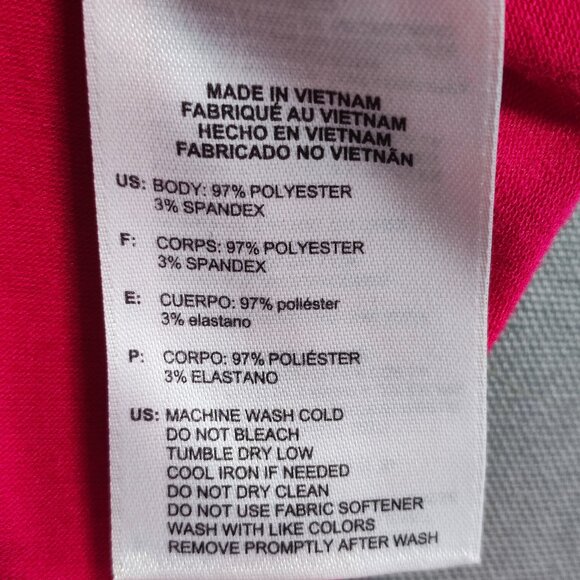 MADE IN VIETNAM
FABRIQUÉ AU VIETNAM
HECHO EN VIETNAM
FABRICADO NO VIETNÃN
US: BODY: 97% POLYESTER
3% SPANDEX
F: CORPS: 97% POLYESTER
3% SPANDEX
E: CUERPO: 97% poliéster
3% elastano
P: CORPO: 97% POLIÉSTER
3% ELASTANO
US: MACHINE WASH COLD
DO NOT BLEACH
TUMBLE DRY LOW
COOL IRON IF NEEDED
DO NOT DRY CLEAN
DO NOT USE FABRIC SOFTENER
WASH WITH LIKE COLORS
REMOVE PROMPTLY AFTER WASH